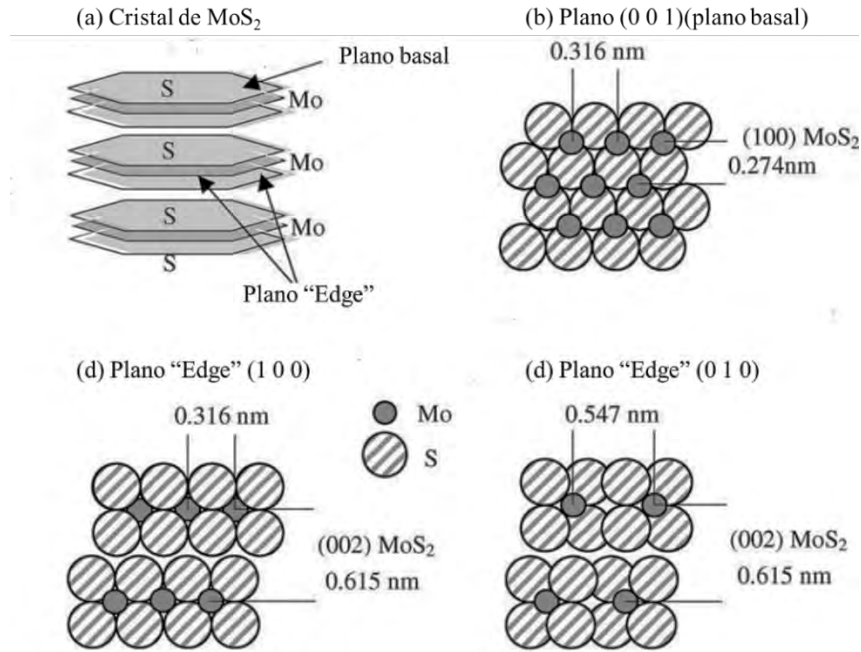 (a) Cristal de MoS₂
Plano basal
S
Mo
S
Mo
S
Mo
S
Plano “Edge”
(b) Plano (0 0 1)(plano basal)
0.316 nm
(100) MoS₂
0.274nm
(d) Plano “Edge” (1 0 0)
0.316 nm
Mo
S
(002) MoS₂
0.615 nm
(d) Plano “Edge” (0 1 0)
0.547 nm
(002) MoS₂
0.615 nm